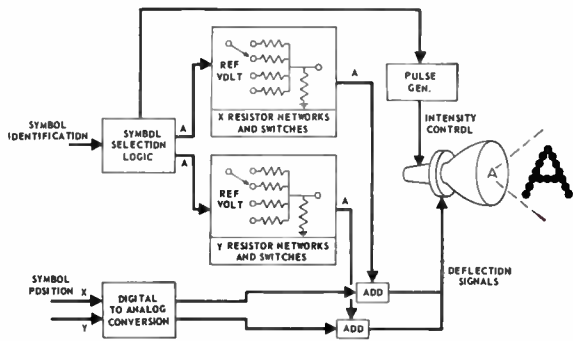 REF
VOLT
A
X RESISTOR NETWORKS
AND SWITCHES
PULSE
GEN.
INTENSITY
CONTROL
SYMBOL
IDENTIFICATION
SYMBOL
SELECTION
LOGIC
A
A
REF
VOLT
A
Y RESISTOR NETWORKS
AND SWITCHES
A
A
DEFLECTION
SIGNALS
SYMBOL
POSITION
X
Y
DIGITAL
TO ANALOG
CONVERSION
ADD
ADD